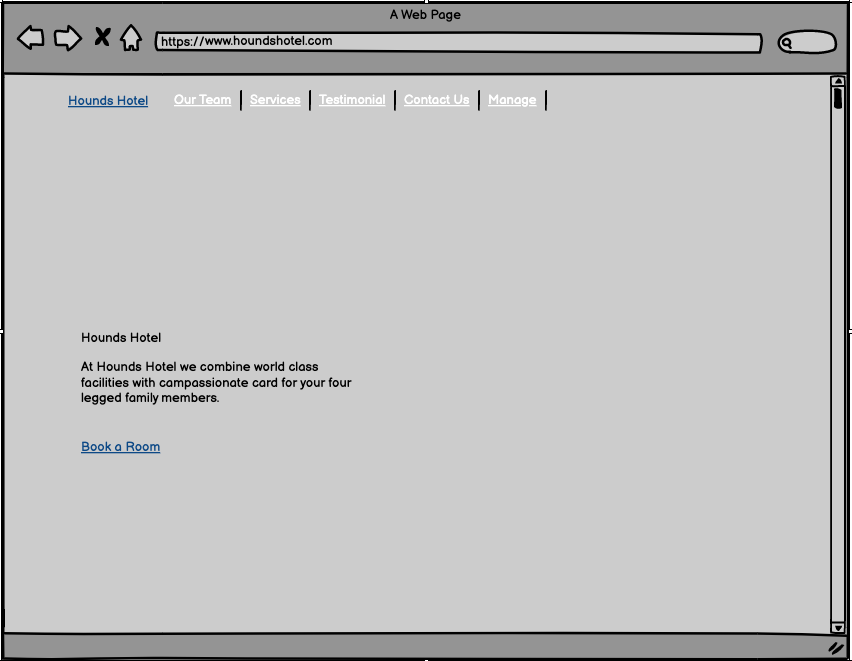 A Web Page
https://www.houndshotel.com
Hounds Hotel Our Team Services Testimonial Contact Us Manage
Hounds Hotel
At Hounds Hotel we combine world class
facilities with campassionate card for your four
legged family members.
Book a Room